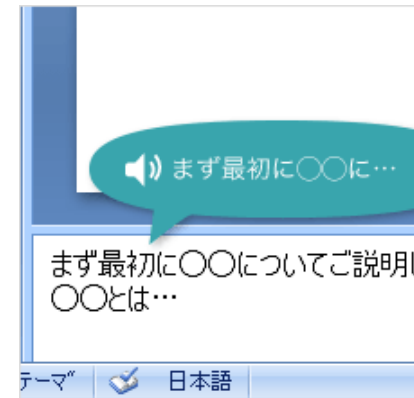 まず最初に〇〇に…
まず最初に〇〇についてご説明し
〇〇とは…
テーマ" 日本語